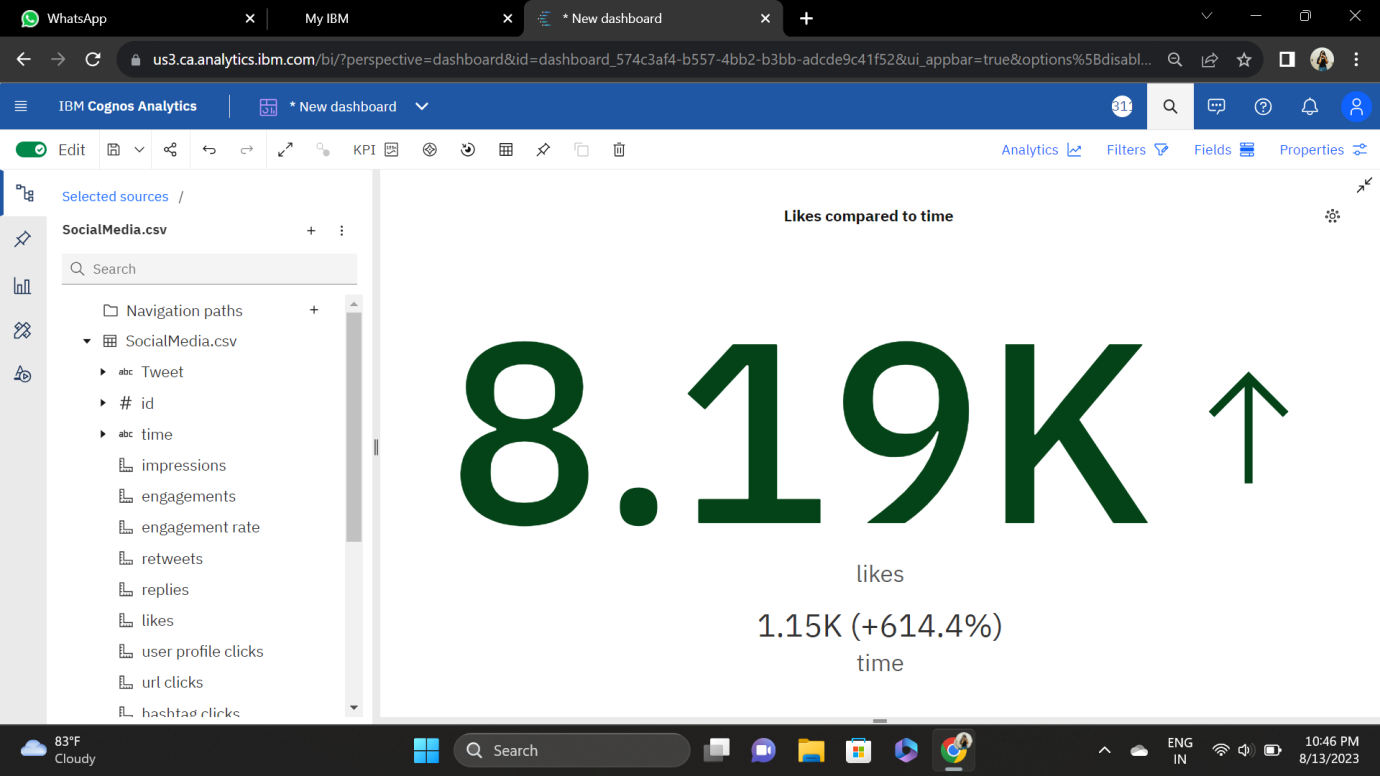 WhatsApp
My IBM
* New dashboard
us3.ca.analytics.ibm.com/bi/?perspective=dashboard&id=dashboard_574c3af4-b557-4bb2-b3bb-adcde9c41f52&ui_appbar=true&options%5Bdisabl...
IBM Cognos Analytics
* New dashboard
311
Edit
KPI
Analytics
Filters
Fields
Properties
Selected sources /
SocialMedia.csv
Search
Navigation paths
SocialMedia.csv
abc Tweet
# id
abc time
impressions
engagements
engagement rate
retweets
replies
likes
user profile clicks
url clicks
hashtag clicks
Likes compared to time
8.19K
likes
1.15K (+614.4%)
time
83°F
Cloudy
Search
ENG
IN
10:46 PM
8/13/2023